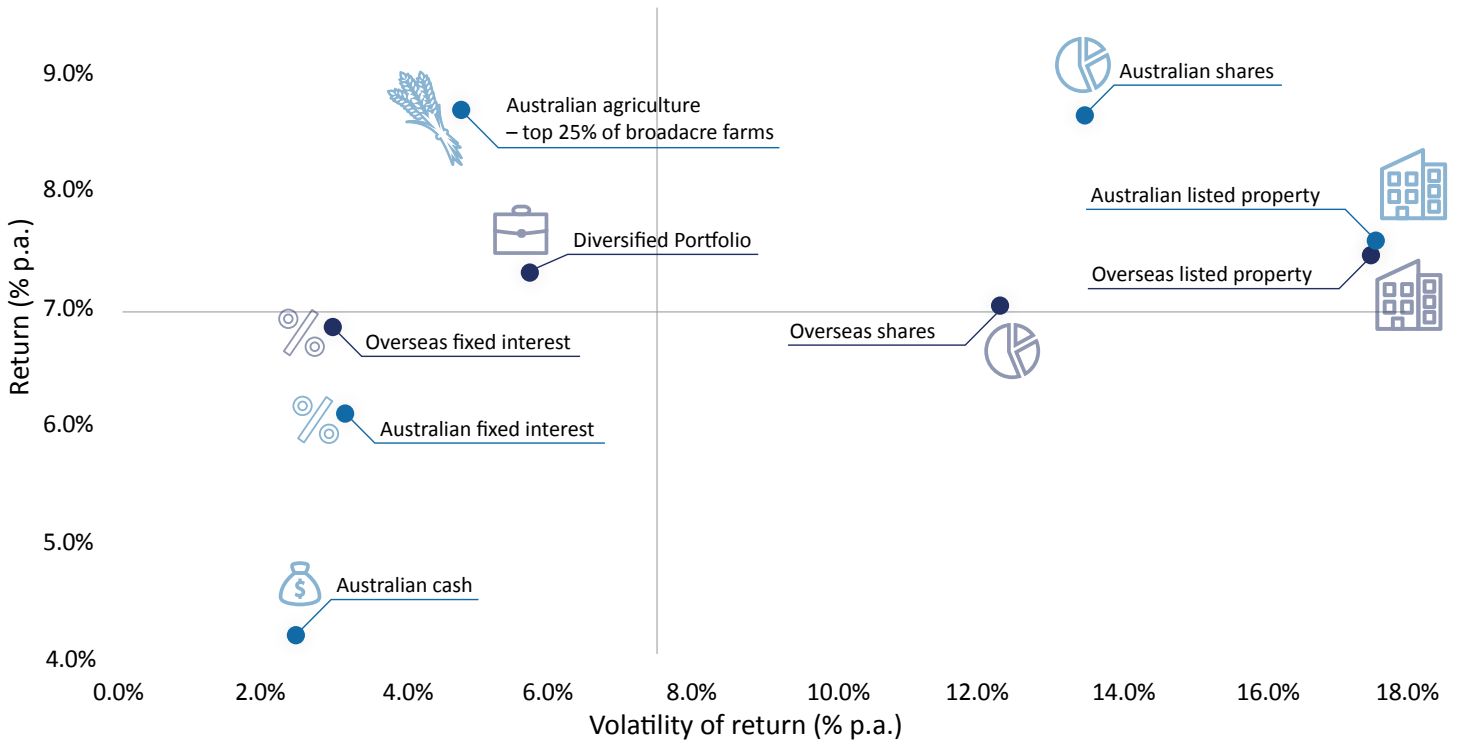 9.0%
8.0%
7.0%
6.0%
5.0%
4.0%
Return (% p.a.)
Australian agriculture
– top 25% of broadacre farms
Australian shares
Australian listed property
Diversified Portfolio
Overseas listed property
Overseas shares
Overseas fixed interest
Australian fixed interest
Australian cash
$
0.0% 2.0% 4.0% 6.0% 8.0% 10.0% 12.0% 14.0% 16.0% 18.0%
Volatility of return (% p.a.)